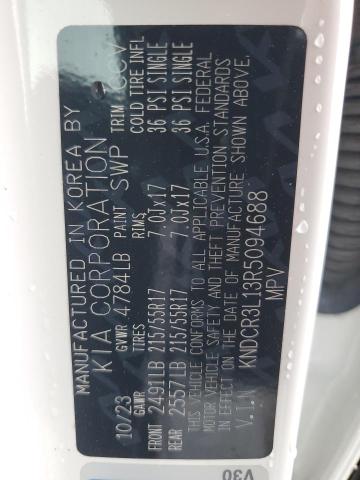 MANUFACTURED IN KOREA BY
KIA CORPORATION
10/23 GVWR 4784LB PAINT SWP TRIM CCV
GAWR TIRES RIMS COLD TIRE INFL
FRONT 2491LB 215/55R17 7.0JX17 36 PSI SINGLE
REAR 2557LB 215/55R17 7.0JX17 36 PSI SINGLE
THIS VEHICLE CONFORMS TO ALL APPLICABLE U.S.A. FEDERAL
MOTOR VEHICLE SAFETY AND THEFT PREVENTION STANDARDS
IN EFFECT ON THE DATE OF MANUFACTURE SHOWN ABOVE.
V.I.N KNDCR3L13R5094688
MPV
V30